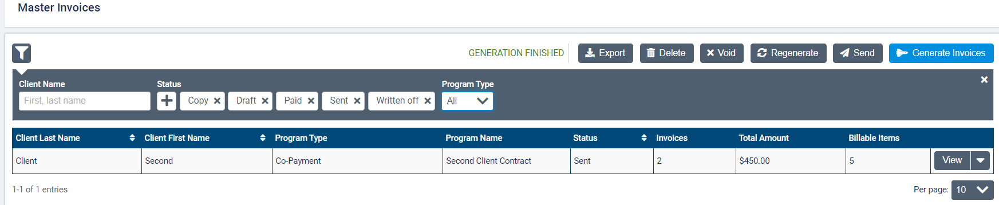 Master Invoices
GENERATION FINISHED Export Delete Void Regenerate Send Generate Invoices
Client Name Status Program Type
First, last name Copy Draft Paid Sent Written off All
Client Last Name Client First Name Program Type Program Name Status Invoices Total Amount Billable Items
Client Second Co-Payment Second Client Contract Sent 2 $450.00 5 View
1-1 of 1 entries Per page: 10